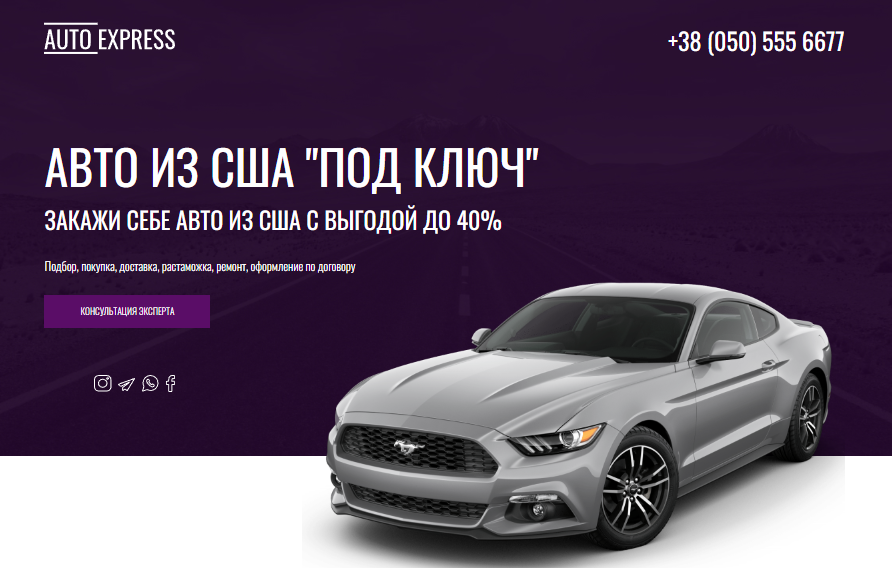 AUTO EXPRESS
+38 (050) 555 6677
АВТО ИЗ США "ПОД КЛЮЧ"
ЗАКАЖИ СЕБЕ АВТО ИЗ США С ВЫГОДОЙ ДО 40%
Подбор, покупка, доставка, растаможка, ремонт, оформление по договору
КОНСУЛЬТАЦИЯ ЭКСПЕРТА